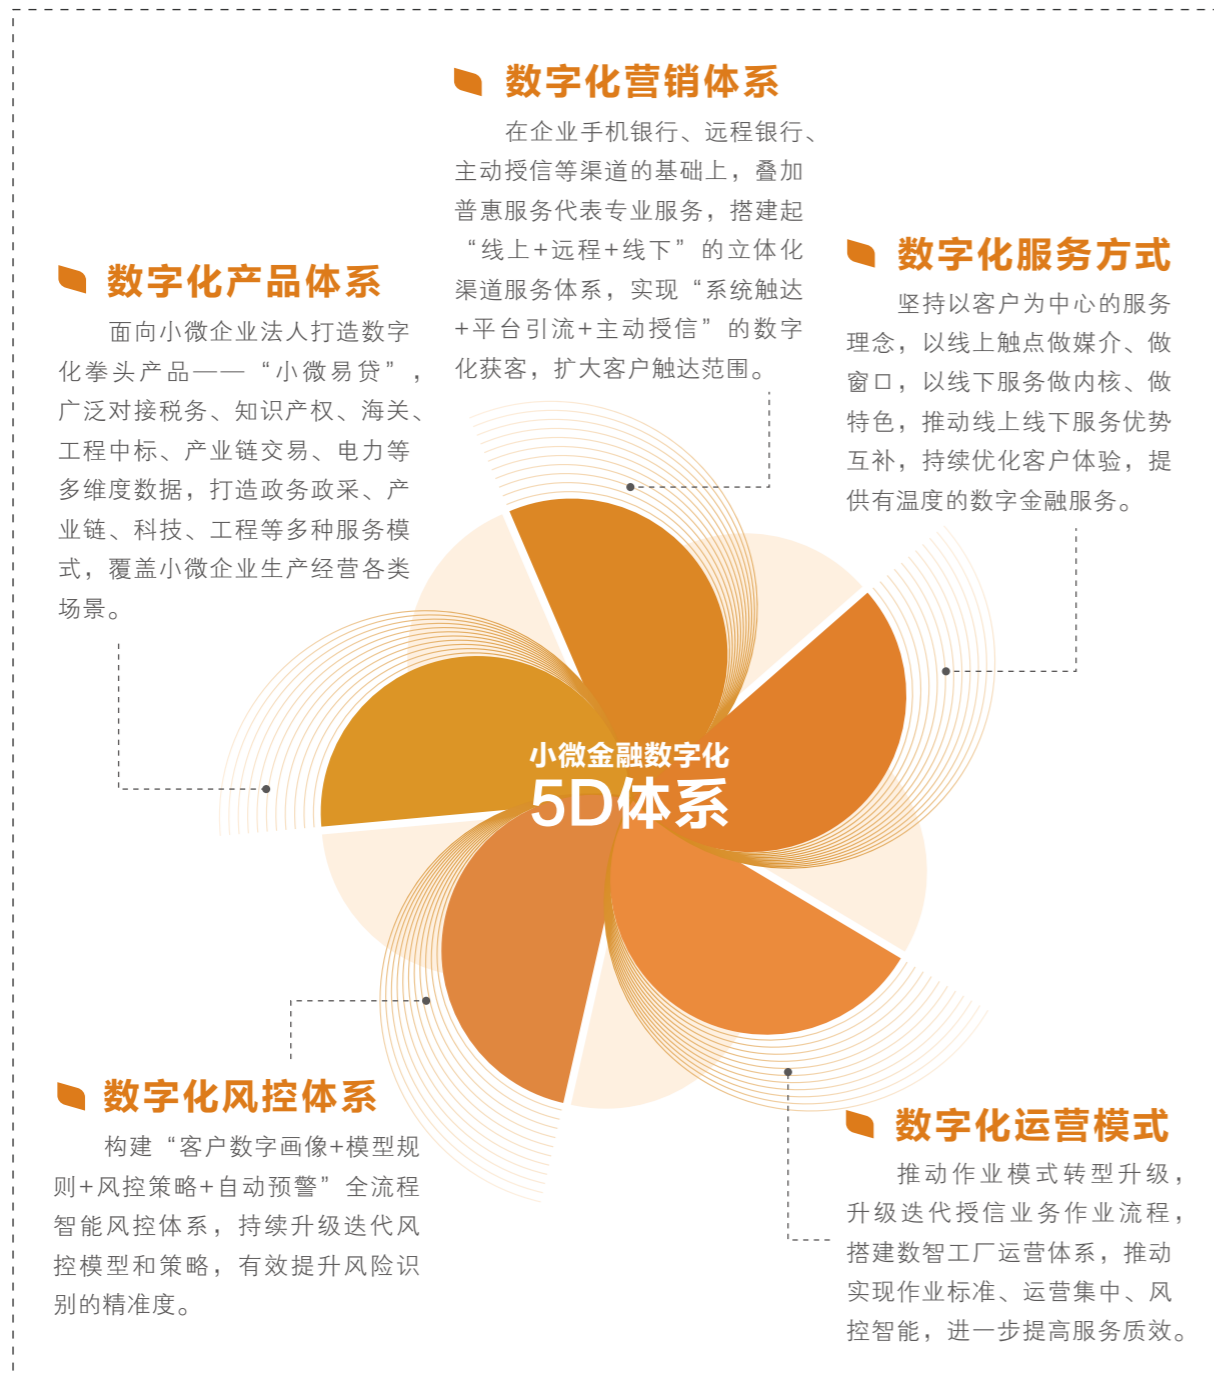 数字化营销体系
在企业手机银行、远程银行、
主动授信等渠道的基础上，叠加
普惠服务代表专业服务，搭建起
“线上+远程+线下”的立体化
渠道服务体系，实现“系统触达
+平台引流+主动授信”的数字
化获客，扩大客户触达范围。
数字化服务方式
坚持以客户为中心的服务
理念，以线上触点做媒介、做
窗口，以线下服务做内核、做
特色，推动线上线下服务优势
互补，持续优化客户体验，提
供有温度的数字金融服务。
数字化产品体系
面向小微企业法人打造数字
化拳头产品——“小微易贷”，
广泛对接税务、知识产权、海关、
工程中标、产业链交易、电力等
多维度数据，打造政务政采、产
业链、科技、工程等多种服务模
式，覆盖小微企业生产经营各类
场景。
小微金融数字化
5D体系
数字化风控体系
构建“客户数字画像+模型规
则+风控策略+自动预警”全流程
智能风控体系，持续升级迭代风
控模型和策略，有效提升风险识
别的精准度。
数字化运营模式
推动作业模式转型升级，
升级迭代授信业务作业流程，
搭建数智工厂运营体系，推动
实现作业标准、运营集中、风
控智能，进一步提高服务质效。